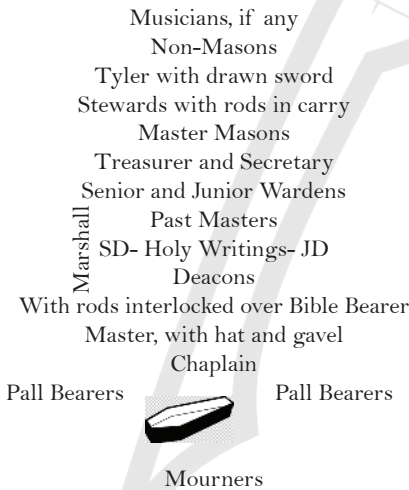 Musicians, if any
Non-Masons
Tyler with drawn sword
Stewards with rods in carry
Master Masons
Treasurer and Secretary
Senior and Junior Wardens
Marshall
Past Masters
SD- Holy Writings- JD
Deacons
With rods interlocked over Bible Bearer
Master, with hat and gavel
Chaplain
Pall Bearers Pall Bearers
Mourners